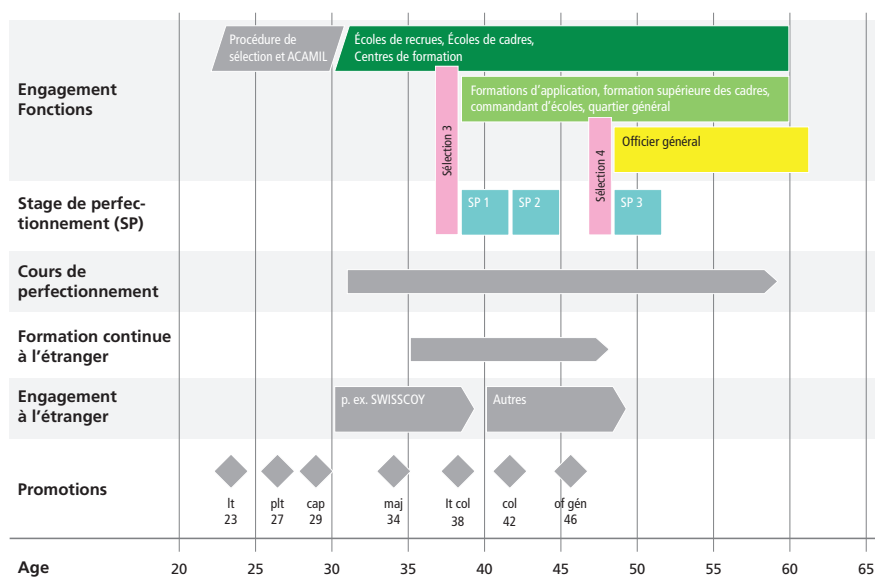 Procédure de
sélection et ACAMIL
Écoles de recrues, Écoles de cadres,
Centres de formation
Engagement
Fonctions
Formations d'application, formation supérieure des cadres,
commandant d'écoles, quartier général
Sélection 3
Sélection 4
Officier général
Stage de perfec-
tionnement (SP)
SP 1
SP 2
SP 3
Cours de
perfectionnement
Formation continue
à l'étranger
Engagement
à l'étranger
p. ex. SWISSCOY
Autres
Promotions
lt
23
plt
27
cap
29
maj
34
lt col
38
col
42
of gén
46
Age 20 25 30 35 40 45 50 55 60 65